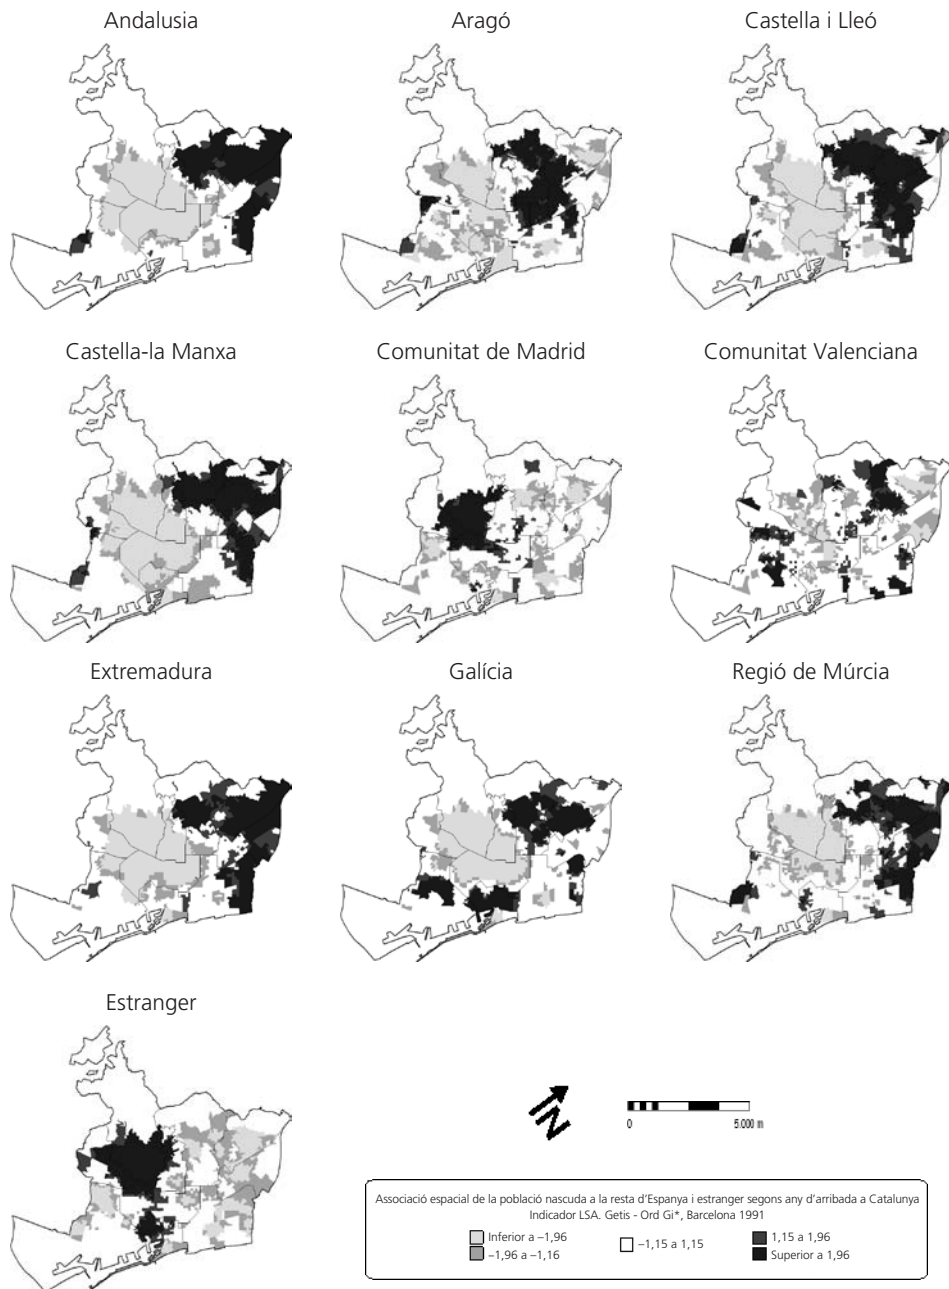 Andalusia
Aragó
Castella i Lleó
Castella-la Manxa
Comunitat de Madrid
Comunitat Valenciana
Extremadura
Galícia
Regió de Múrcia
Estranger
N
0
5.000 m
Associació espacial de la població nascuda a la resta d'Espanya i estranger segons any d'arribada a Catalunya
Indicador LSA. Getis - Ord Gi*, Barcelona 1991
Inferior a –1,96
–1,15 a 1,15
1,15 a 1,96
–1,96 a –1,16
Superior a 1,96